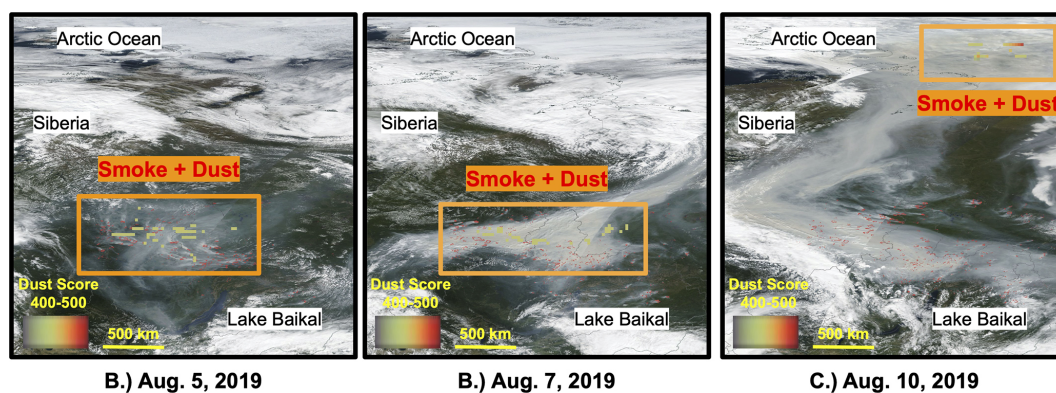 Arctic Ocean
Siberia
Smoke + Dust
Dust Score
400-500
500 km
Lake Baikal
B.) Aug. 5, 2019
Arctic Ocean
Siberia
Smoke + Dust
Dust Score
400-500
500 km
Lake Baikal
B.) Aug. 7, 2019
Arctic Ocean
Smoke + Dust
Siberia
Dust Score
400-500
500 km
Lake Baikal
C.) Aug. 10, 2019